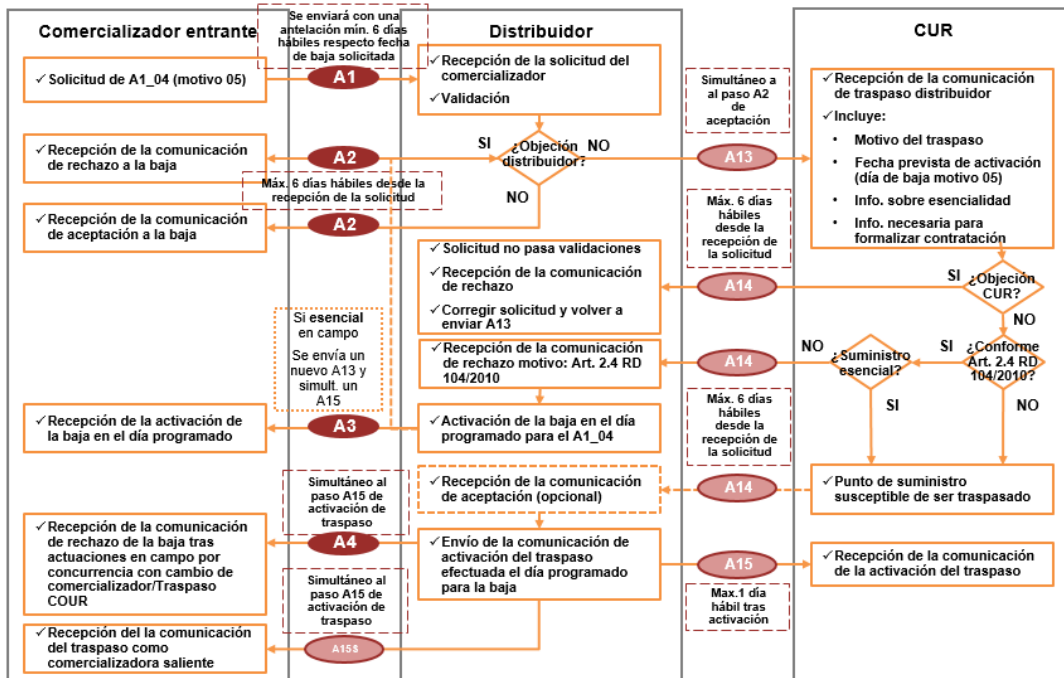 Comercializador entrante
Se enviará con una
antelación mín. 6 días
hábiles respecto fecha
de baja solicitada
Distribuidor
CUR
✓ Solicitud de A1_04 (motivo 05)
A1
✓ Recepción de la solicitud del
comercializador
✓ Validación
Simultáneo a
al paso A2
de
aceptación
✓ Recepción de la comunicación
de traspaso distribuidor
✓ Incluye:
• Motivo del traspaso
• Fecha prevista de activación
(día de baja motivo 05)
• Info. sobre esencialidad
• Info. necesaria para
formalizar contratación
✓ Recepción de la comunicación
de rechazo a la baja
A2
SI
¿Objeción
distribuidor?
NO
A13
Máx. 6 días hábiles desde la
recepción de la solicitud
NO
✓ Recepción de la comunicación
de aceptación a la baja
A2
Máx. 6 días
hábiles
desde la
recepción de
la solicitud
✓ Solicitud no pasa validaciones
✓ Recepción de la comunicación
de rechazo
✓ Corregir solicitud y volver a
enviar A13
A14
SI
¿Objeción
CUR?
NO
Si esencial
en campo
Se envía un
nuevo A13 y
simult. un
A15
✓ Recepción de la comunicación
de rechazo motivo: Art. 2.4 RD
104/2010
A14
NO
¿Suministro
esencial?
SI
¿Conforme
Art. 2.4 RD
104/2010?
SI
NO
✓ Recepción de la activación de
la baja en el día programado
A3
✓ Activación de la baja en el día
programado para el A1_04
Máx. 6 días
hábiles
desde la
recepción de
la solicitud
Simultáneo al
paso A15 de
activación de
traspaso
✓ Recepción de la comunicación
de aceptación (opcional)
A14
✓ Punto de suministro
susceptible de ser traspasado
✓ Recepción de la comunicación
de rechazo de la baja tras
actuaciones en campo por
concurrencia con cambio de
comercializador/Traspaso
COUR
A4
✓ Envío de la comunicación de
activación del traspaso
efectuada el día programado
para la baja
A15
✓ Recepción de la comunicación
de la activación del traspaso
Simultáneo al
paso A15 de
activación de
traspaso
Max.1 día
hábil tras
activación
✓ Recepción del la comunicación
del traspaso como
comercializadora saliente
A15S